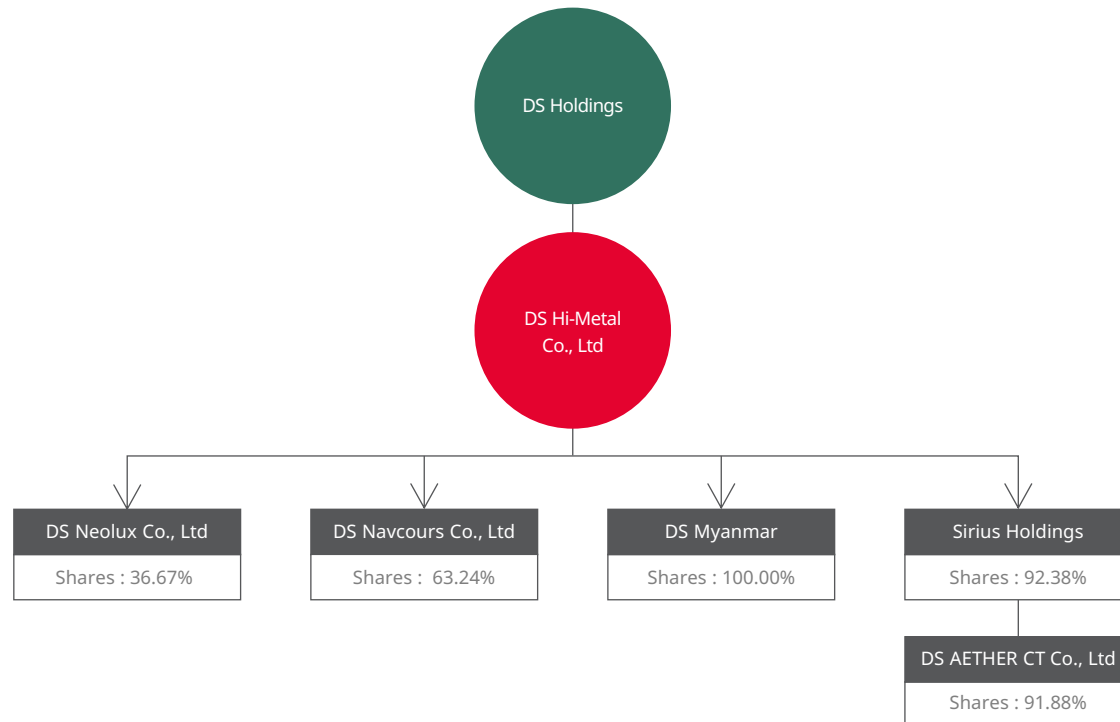 DS Holdings
DS Hi-Metal
Co., Ltd
DS Neolux Co., Ltd
Shares : 36.67%
DS Navcours Co., Ltd
Shares :  63.24%
DS Myanmar
Shares : 100.00%
Sirius Holdings
Shares : 92.38%
DS AETHER CT Co., Ltd
Shares : 91.88%